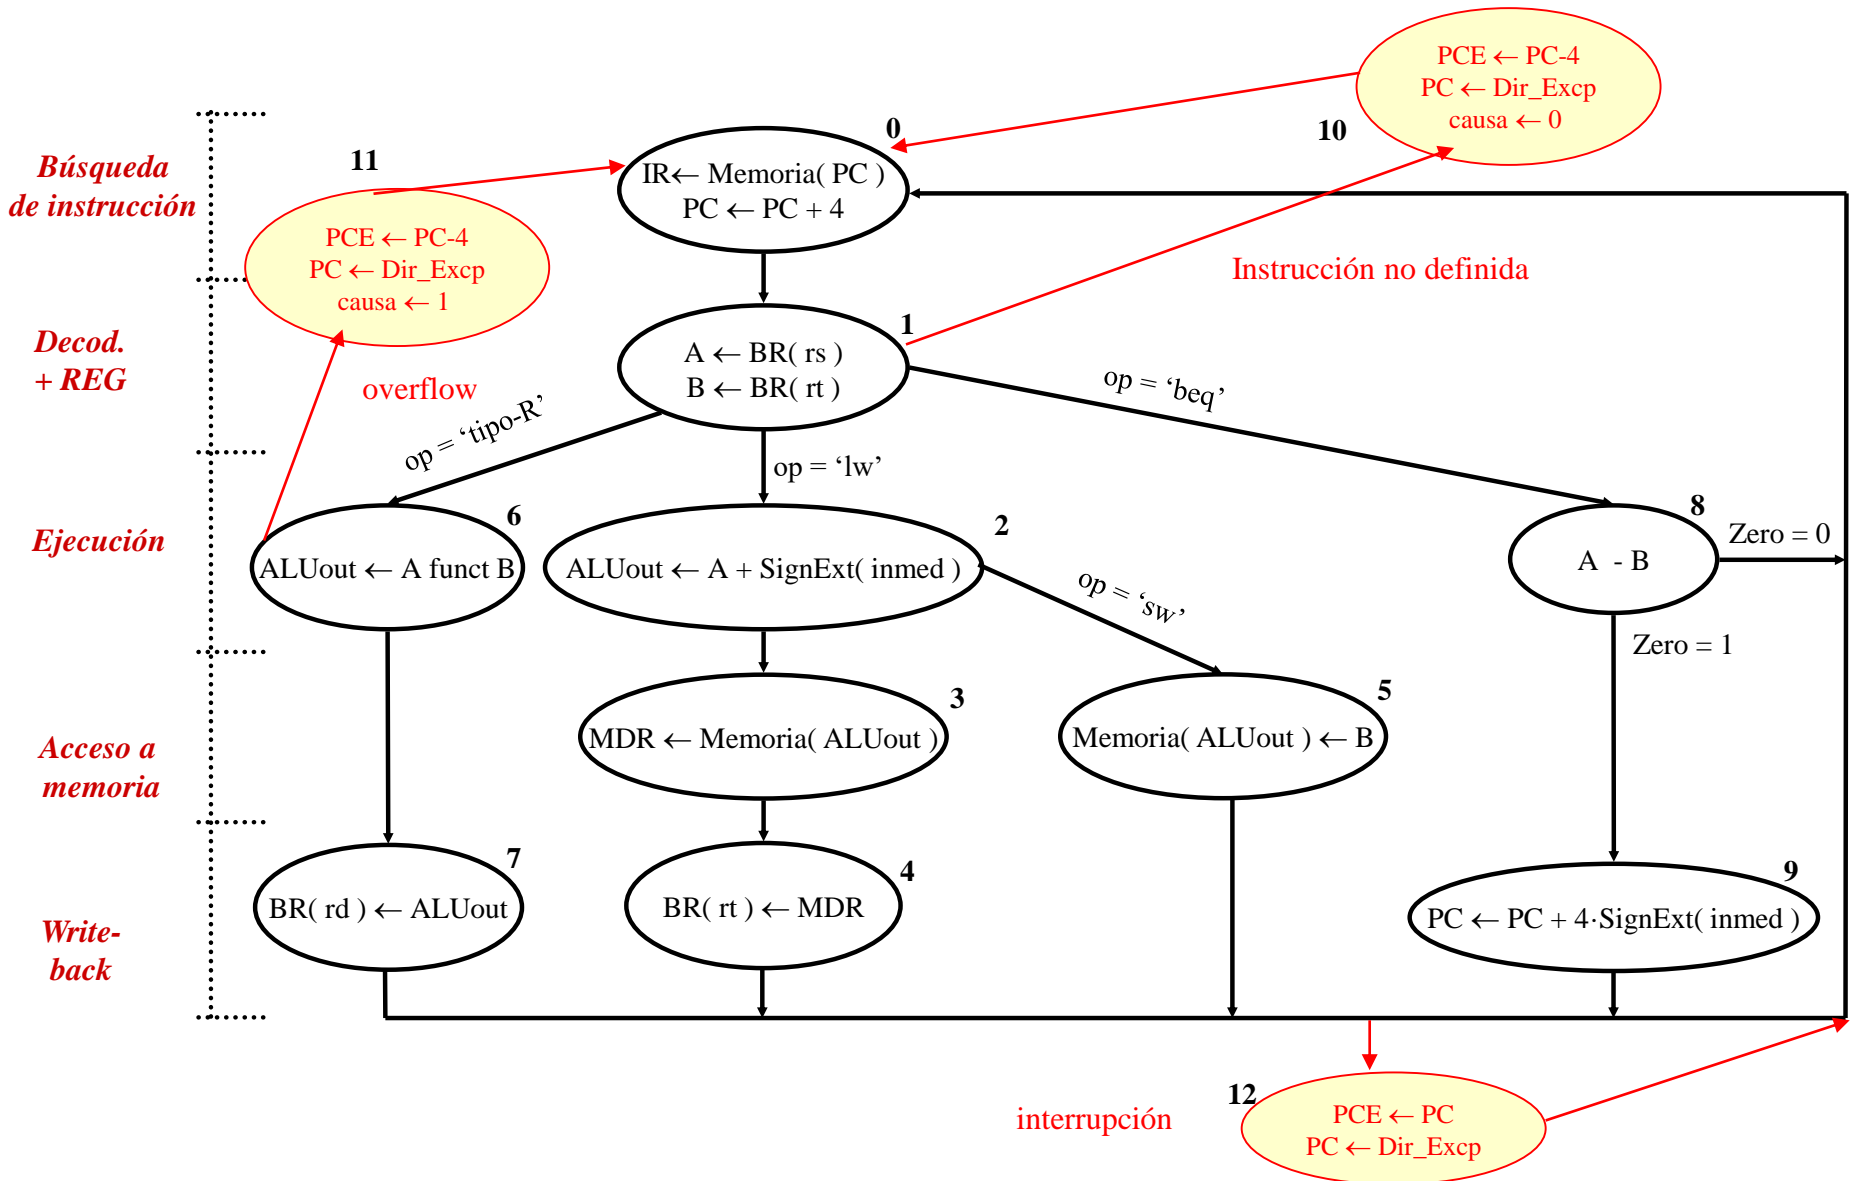 PCE ← PC-4
PC ← Dir_Excp
causa ← 0
10
0
Búsqueda
de instrucción
11
IR← Memoria( PC )
PC ← PC + 4
PCE ← PC-4
PC ← Dir_Excp
causa ← 1
Instrucción no definida
Decod.
+ REG
1
A ← BR( rs )
B ← BR( rt )
overflow
op = ‘tipo-R’
op = ‘lw’
op = ‘beq’
Ejecución
6
ALUout ← A funct B
2
ALUout ← A + SignExt( inmed )
op = ‘sw’
8
A - B
Zero = 0
Zero = 1
Acceso a
memoria
3
MDR ← Memoria( ALUout )
5
Memoria( ALUout ) ← B
Write-
back
7
BR( rd ) ← ALUout
4
BR( rt ) ← MDR
9
PC ← PC + 4·SignExt( inmed )
interrupción
12
PCE ← PC
PC ← Dir_Excp